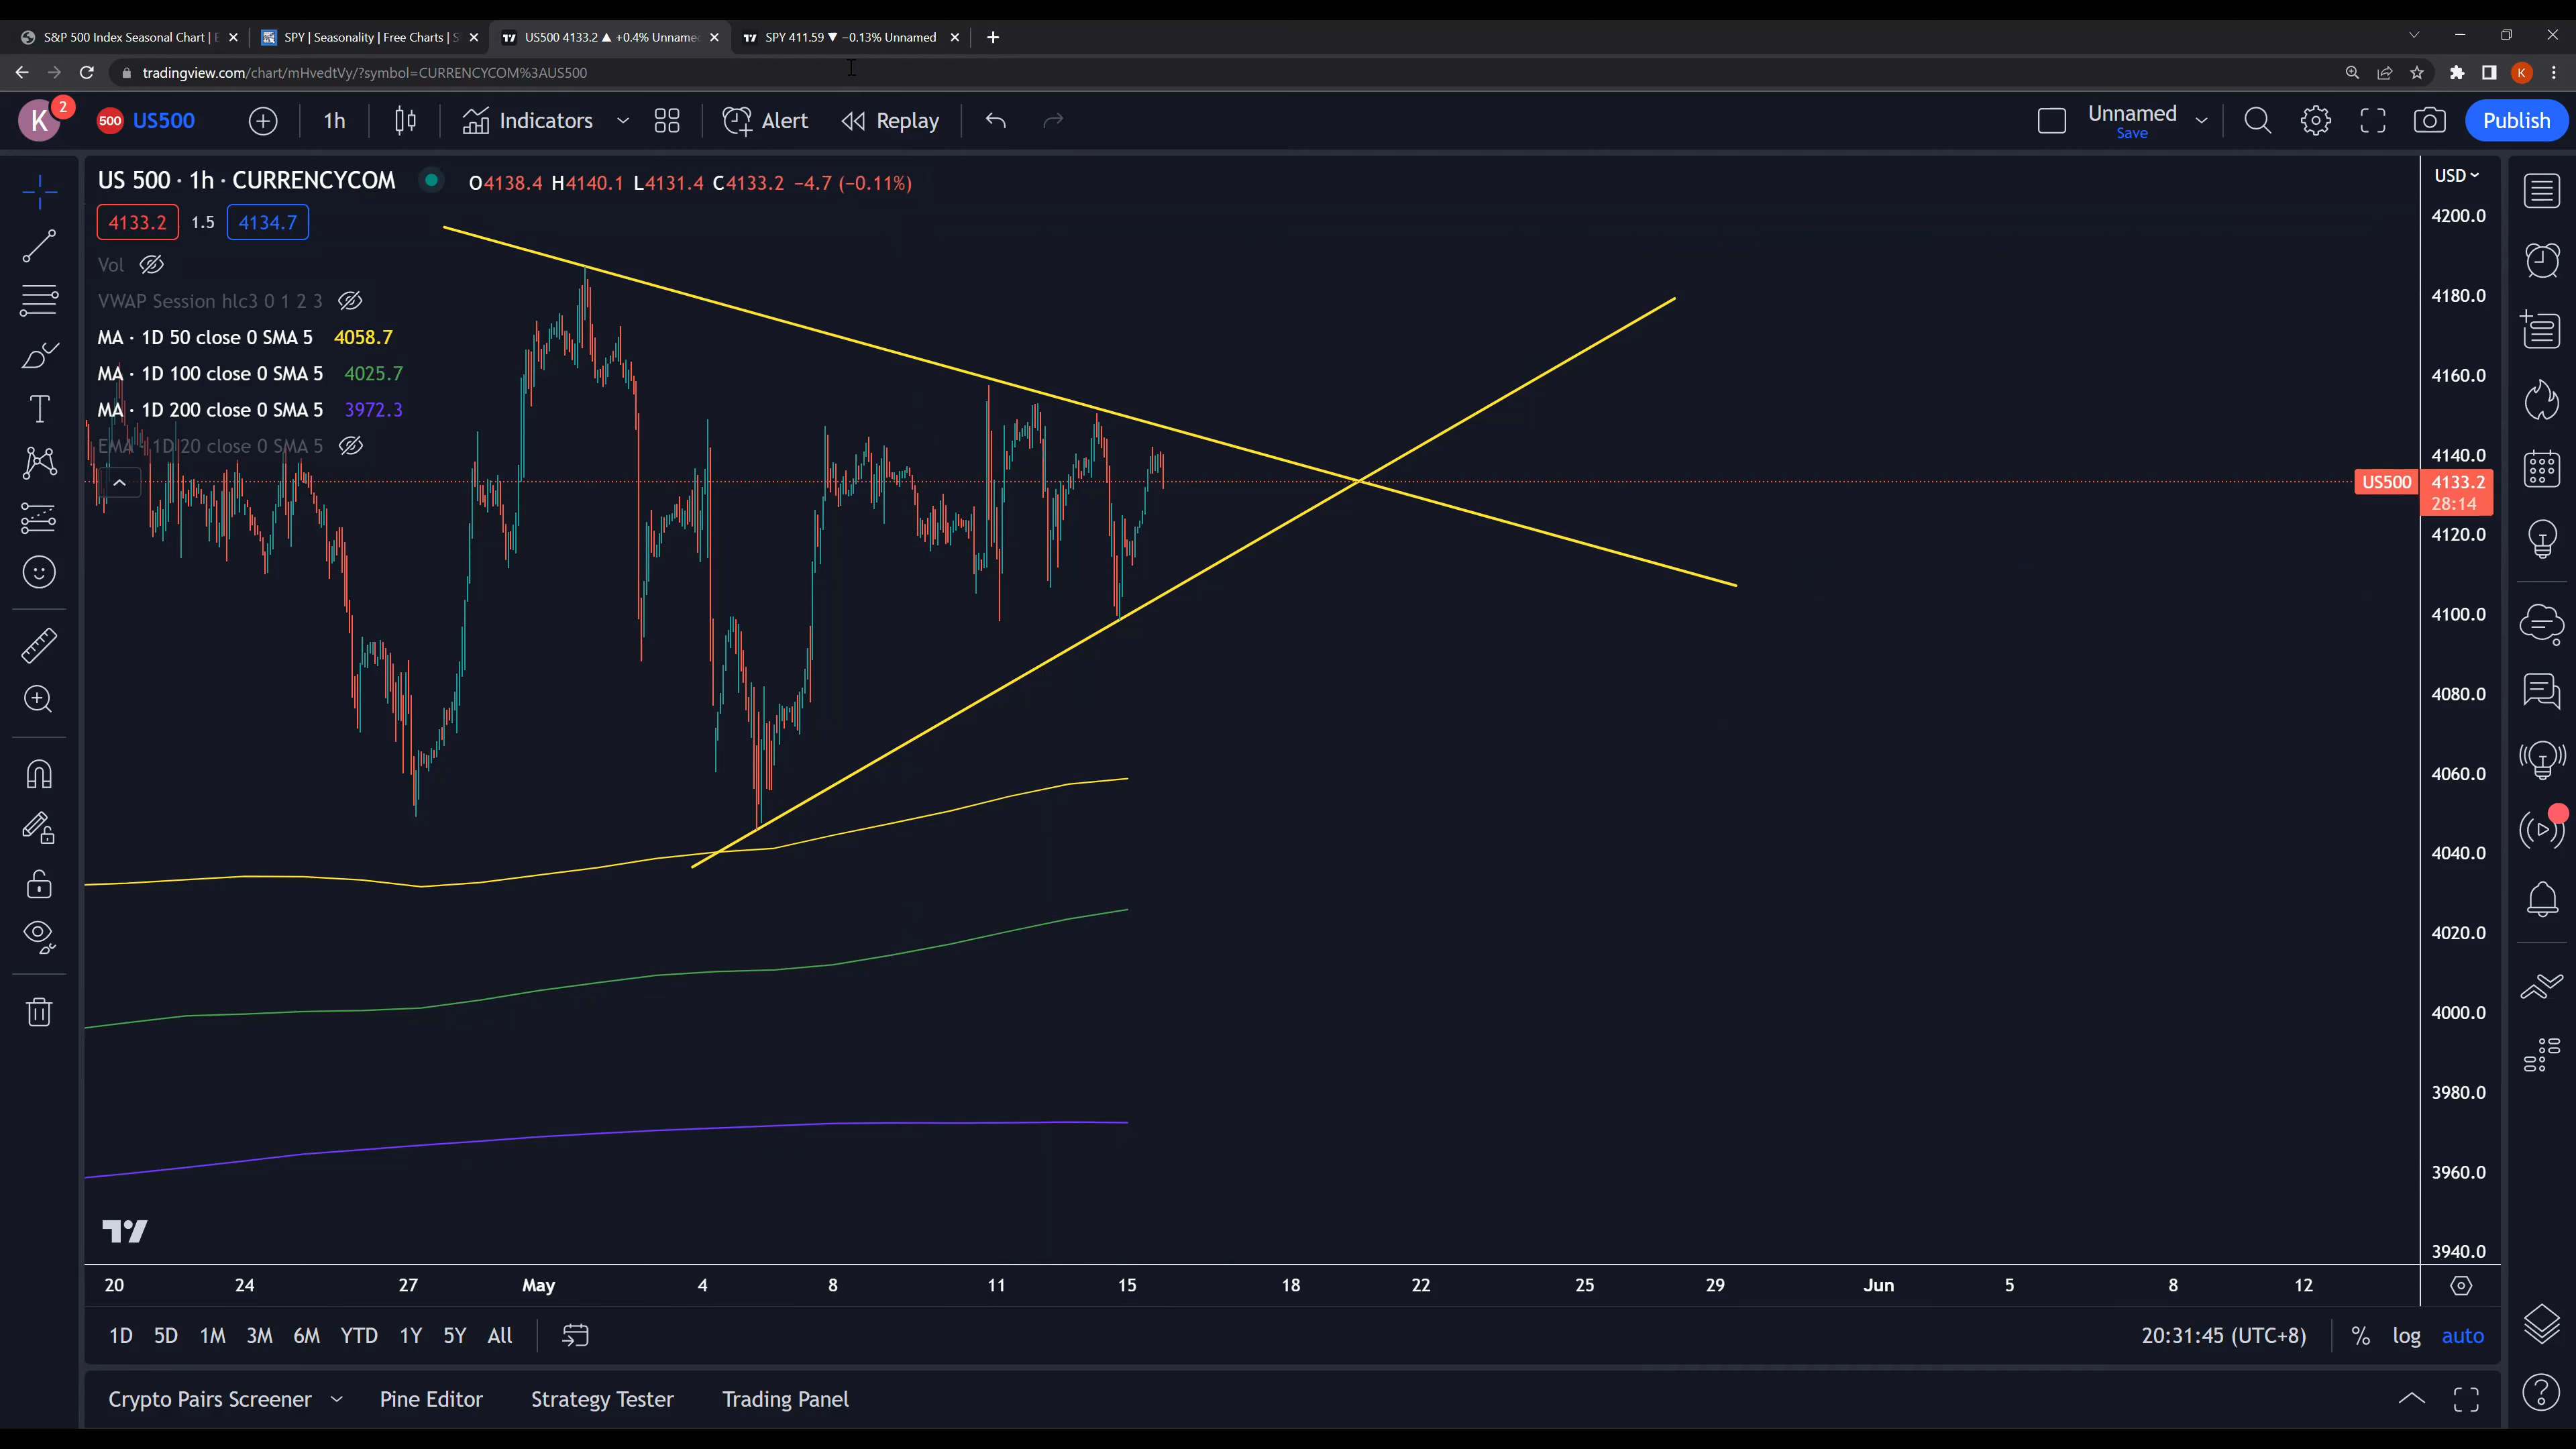 S&P 500 Index Seasonal Chart |
SPY | Seasonality | Free Charts |
US500 4133.2 ▲ +0.4% Unname
SPY 411.59 ▼ −0.13% Unnamed
tradingview.com/chart/mHvedtVy/?symbol=CURRENCYCOM%3AUS500
K
K 2
500 US500
1h
Indicators
Alert
Replay
Unnamed
Save
Publish
US 500 · 1h · CURRENCYCOM
O4138.4 H4140.1 L4131.4 C4133.2 −4.7 (−0.11%)
4133.2 1.5 4134.7
Vol
VWAP Session hlc3 0 1 2 3
MA · 1D 50 close 0 SMA 5 4058.7
MA · 1D 100 close 0 SMA 5 4025.7
MA · 1D 200 close 0 SMA 5 3972.3
EMA · 1D 20 close 0 SMA 5
USD
4200.0
4180.0
4160.0
4140.0
US500 4133.2
28:14
4120.0
4100.0
4080.0
4060.0
4040.0
4020.0
4000.0
3980.0
3960.0
3940.0
20 24 27 May 4 8 11 15 18 22 25 29 Jun 5 8 12
1D 5D 1M 3M 6M YTD 1Y 5Y All
20:31:45 (UTC+8) % log auto
Crypto Pairs Screener Pine Editor Strategy Tester Trading Panel